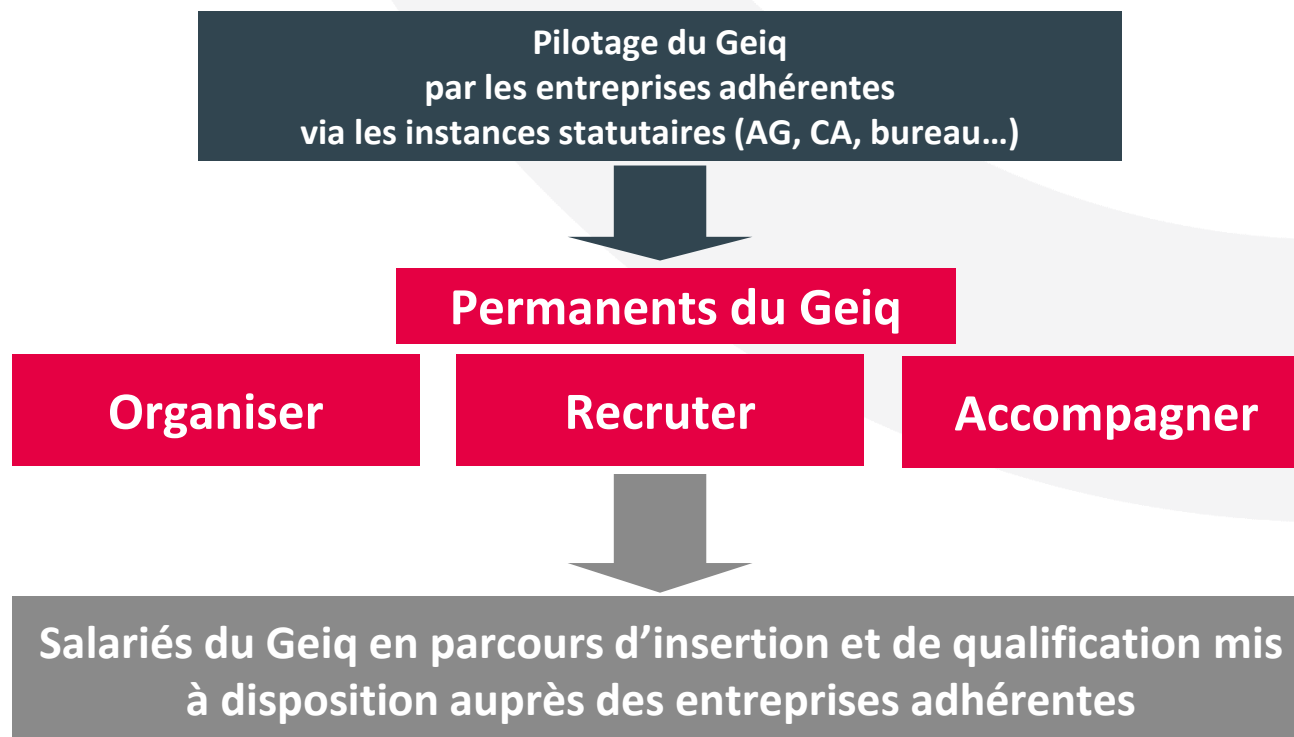 Pilotage du Geiq
par les entreprises adhérentes
via les instances statutaires (AG, CA, bureau…)
Permanents du Geiq
Organiser
Recruter
Accompagner
Salariés du Geiq en parcours d’insertion et de qualification mis
à disposition auprès des entreprises adhérentes